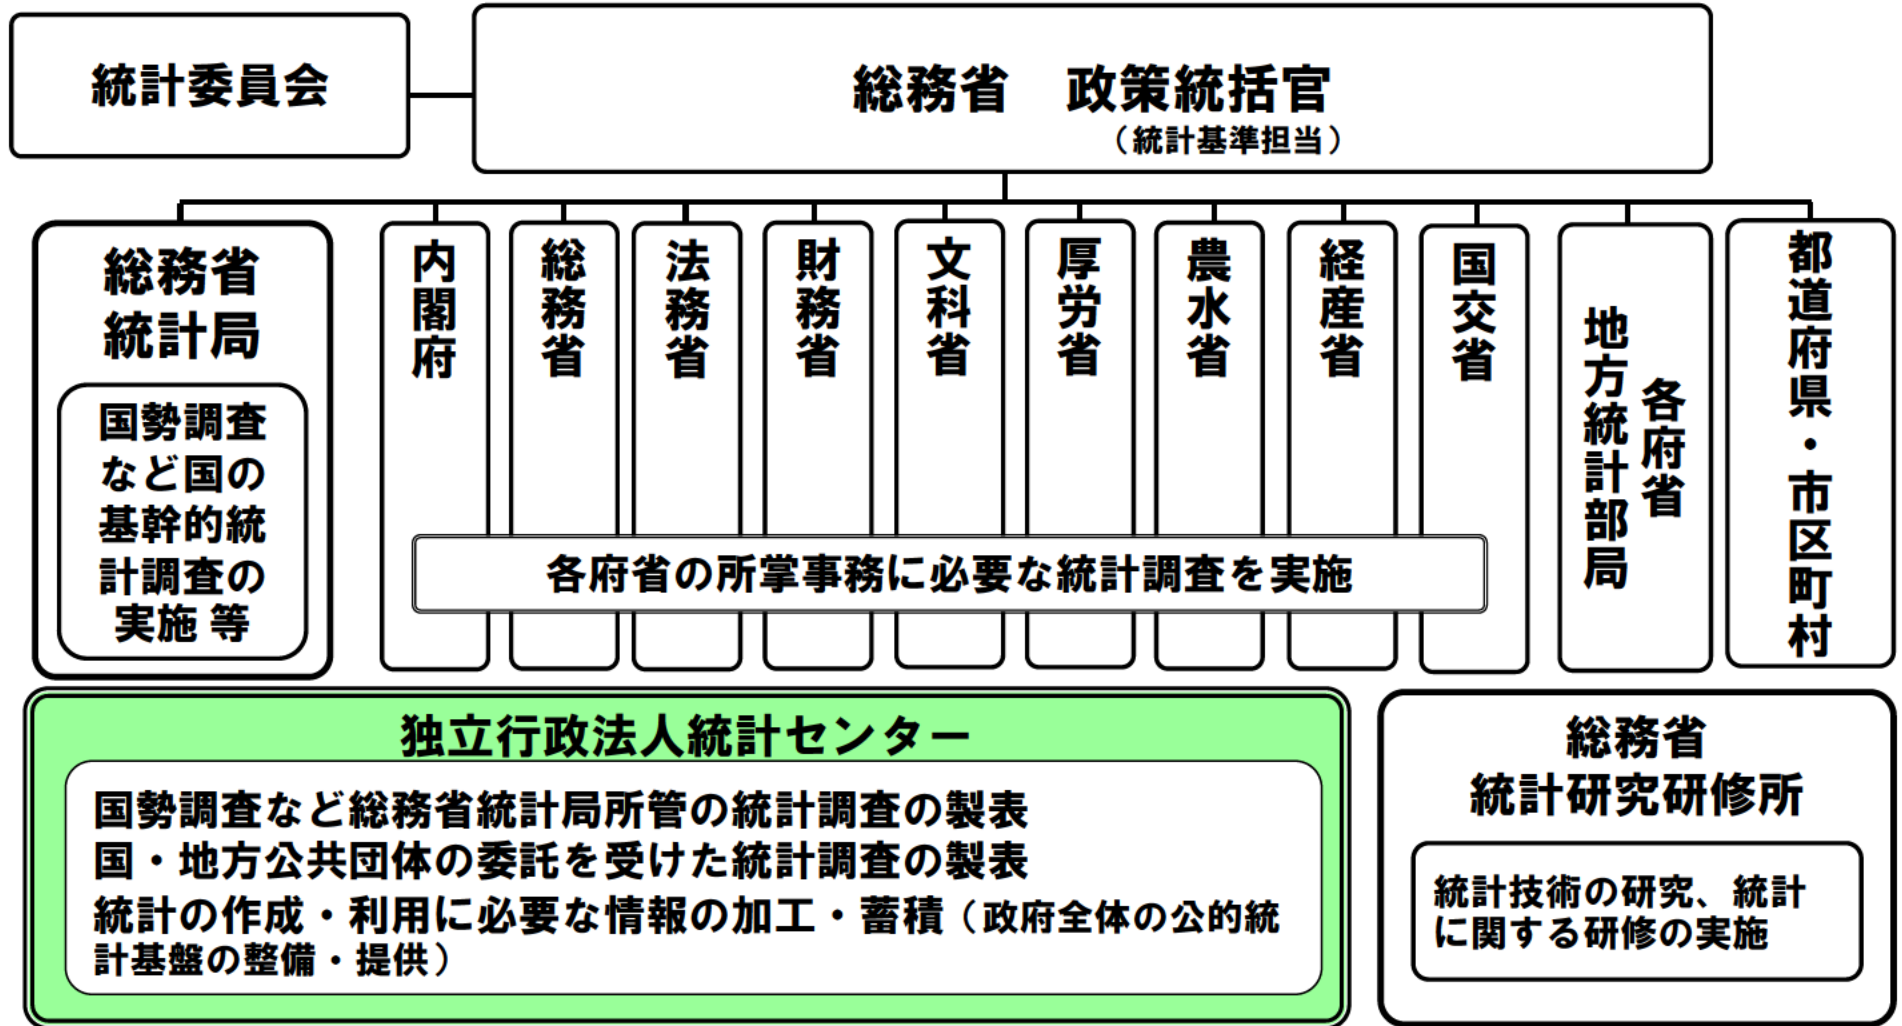 統計委員会
総務省　政策統括官
（統計基準担当）
総務省
統計局
国勢調査
など国の
基幹的統
計調査の
実施 等
内閣府
総務省
法務省
財務省
文科省
厚労省
農水省
経産省
国交省
各府省
地方統計部局
都道府県・市区町村
各府省の所掌事務に必要な統計調査を実施
独立行政法人統計センター
国勢調査など総務省統計局所管の統計調査の製表
国・地方公共団体の委託を受けた統計調査の製表
統計の作成・利用に必要な情報の加工・蓄積（政府全体の公的統
計基盤の整備・提供）
総務省
統計研究研修所
統計技術の研究、統計
に関する研修の実施